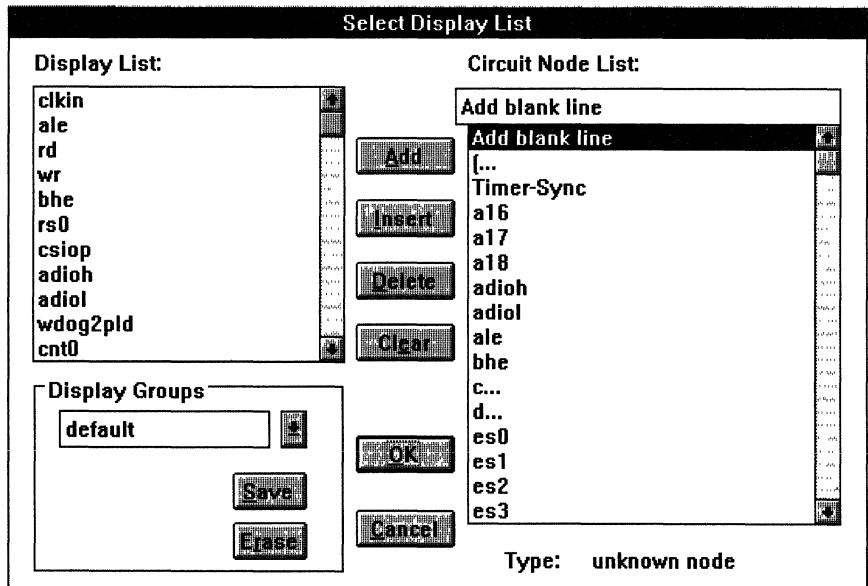 Select Display List
Display List:
clkin
ale
rd
wr
bhe
rs0
csiop
adioh
adiol
wdog2pld
cnt0
Add
Insert
Delete
Clear
Display Groups
default
Save
Erase
OK
Cancel
Circuit Node List:
Add blank line
Add blank line
[...
Timer-Sync
a16
a17
a18
adioh
adiol
ale
bhe
c...
d...
es0
es1
es2
es3
Type: unknown node